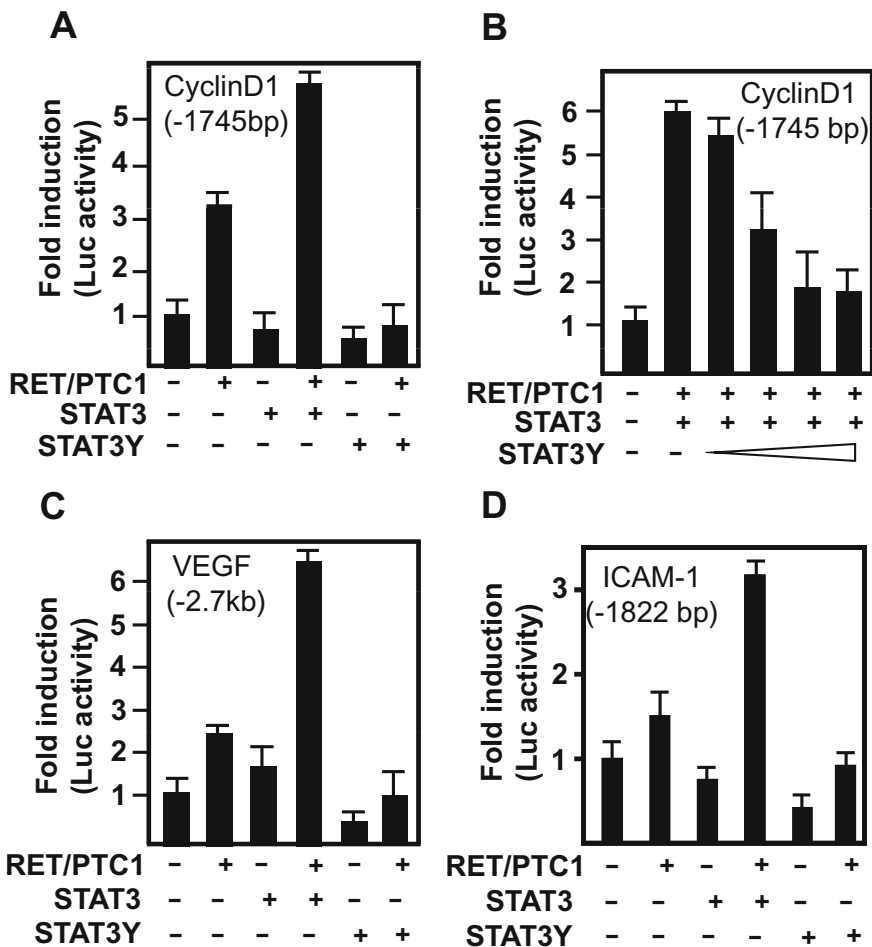 A
CyclinD1
(-1745bp)
Fold induction
(Luc activity)
5
4
3
2
1
RET/PTC1 – + – + – +
STAT3 – – + + – –
STAT3Y – – – – + +
B
CyclinD1
(-1745 bp)
Fold induction
(Luc activity)
6
5
4
3
2
1
RET/PTC1 – + + + + +
STAT3 – + + + + +
STAT3Y – –
C
VEGF
(-2.7kb)
Fold induction
(Luc activity)
6
5
4
3
2
1
RET/PTC1 – + – + – +
STAT3 – – + + – –
STAT3Y – – – – + +
D
ICAM-1
(-1822 bp)
Fold induction
(Luc activity)
3
2
1
RET/PTC1 – + – + – +
STAT3 – – + + – –
STAT3Y – – – – + +